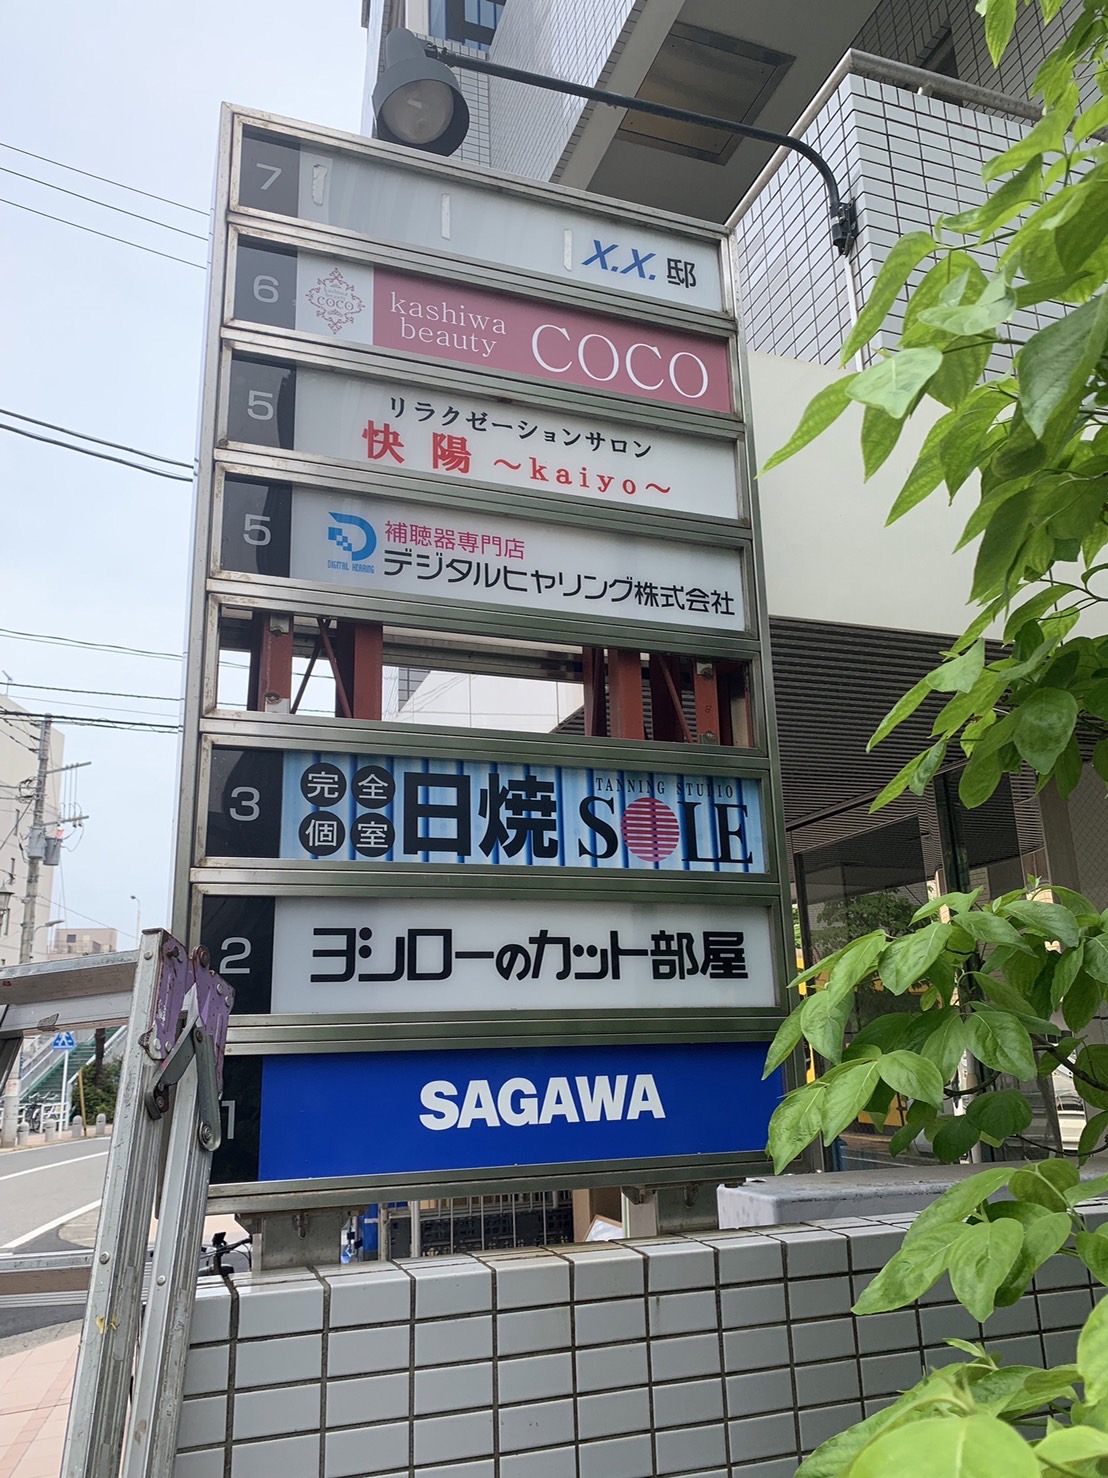 7
X.X.邸
6
COCO
kashiwa
beauty
COCO
5
リラクゼーションサロン
快陽～kaiyo～
5
DIGITAL HEARING
補聴器専門店
デジタルヒヤリング株式会社
3
完全
個室
日焼
TANNING STUDIO
SOLE
2
ヨシローのカット部屋
1
SAGAWA